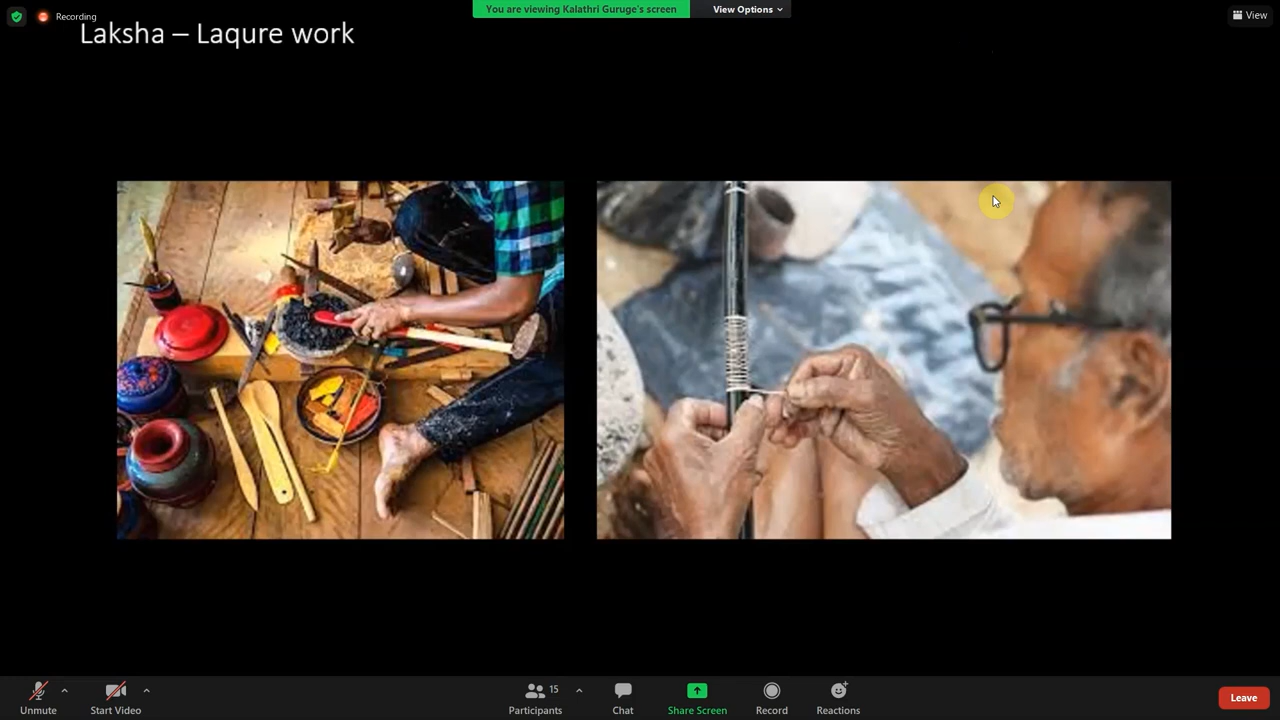 Recording
You are viewing Kalathri Guruge's screen
View Options
View
Laksha – Laqure work
Unmute
Start Video
15
Participants
Chat
Share Screen
Record
Reactions
Leave